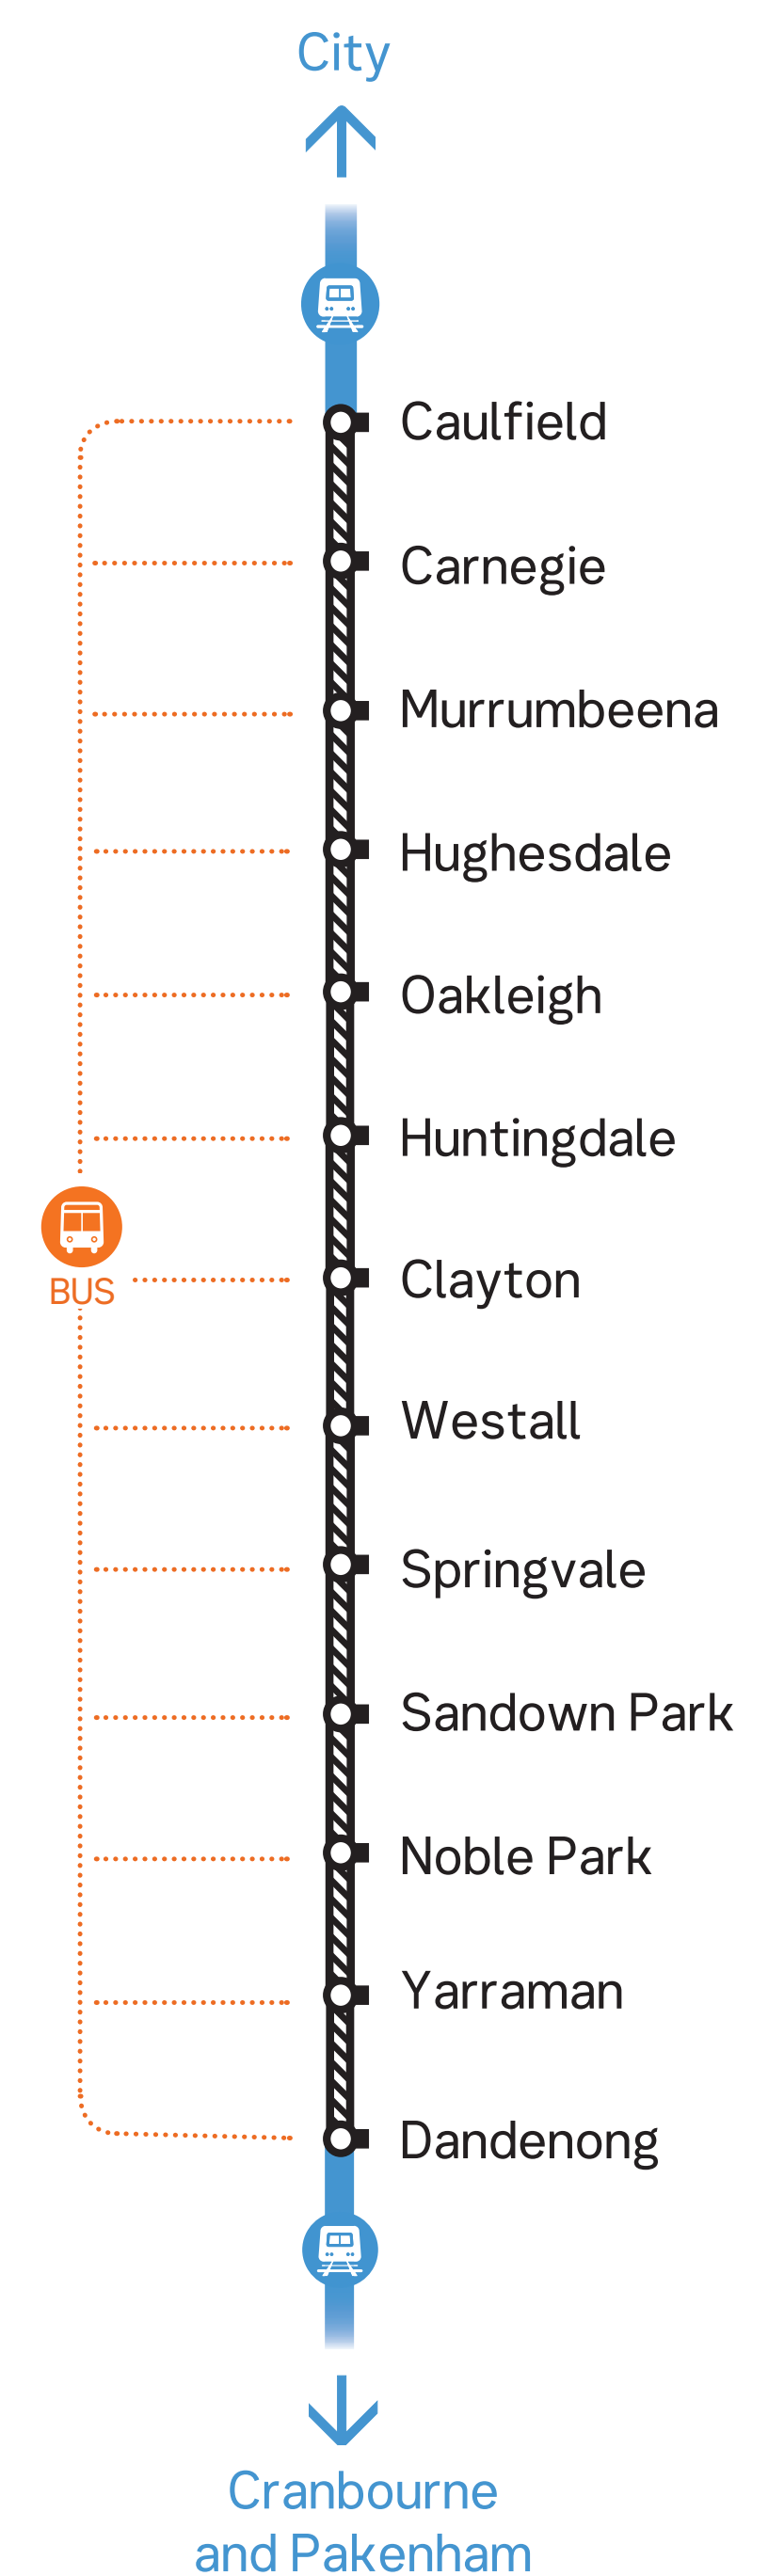 City
Caulfield
Carnegie
Murrumbeena
Hughesdale
Oakleigh
Huntingdale
Clayton
BUS
Westall
Springvale
Sandown Park
Noble Park
Yarraman
Dandenong
Cranbourne
and Pakenham